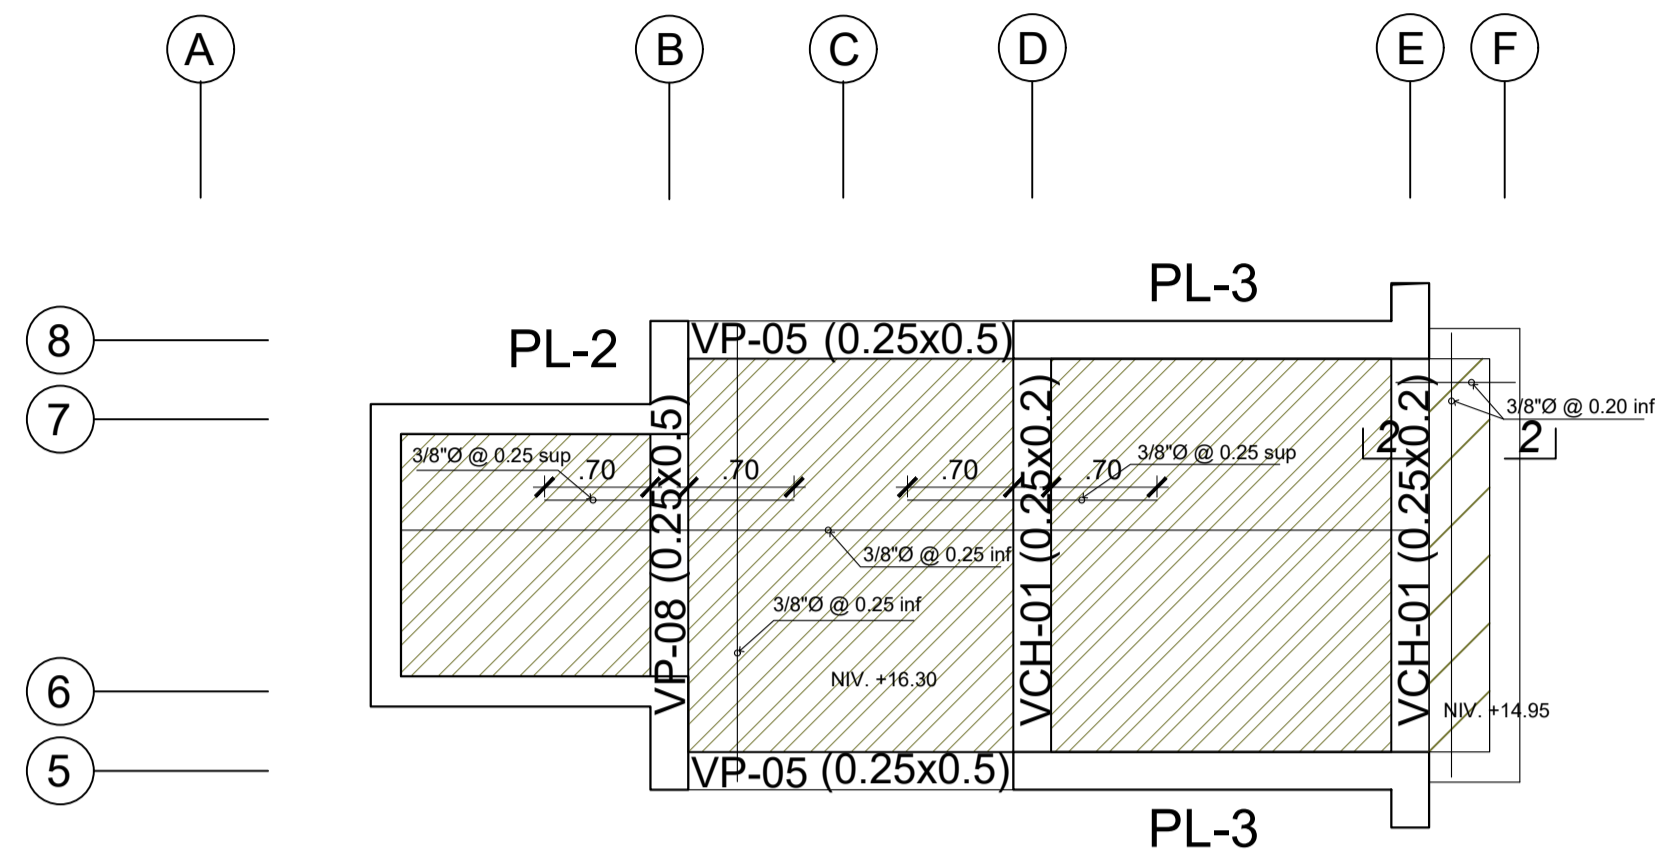 A
B
C
D
E
F
PL-3
8
PL-2
VP-05 (0.25x0.5)
7
3/8"Ø @ 0.20 inf
2
2
3/8"Ø @ 0.25 sup
.70
.70
.70
.70
3/8"Ø @ 0.25 sup
VP-08 (0.25x0.5)
VCH-01 (0.25x0.2)
VCH-01 (0.25x0.2)
3/8"Ø @ 0.25 inf
3/8"Ø @ 0.25 inf
NIV. +16.30
6
NIV. +14.95
5
VP-05 (0.25x0.5)
PL-3